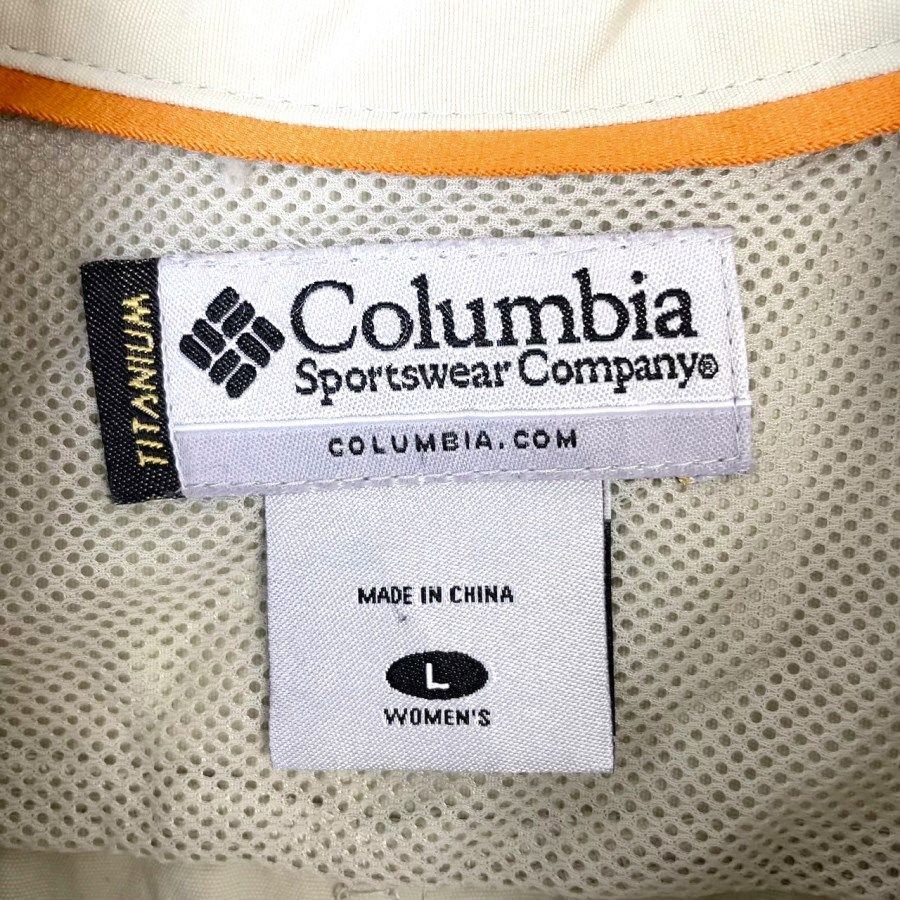 TITANIUM
Columbia
Sportswear Company®
COLUMBIA.COM
MADE IN CHINA
L
WOMEN'S